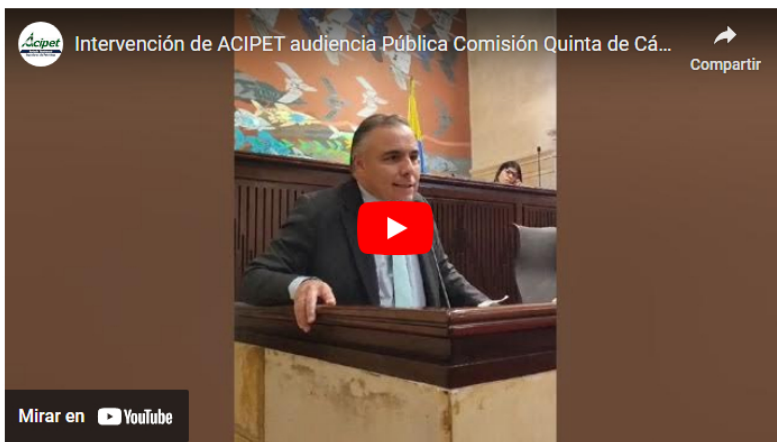 Acipet
Intervención de ACIPET audiencia Pública Comisión Quinta de Cá...
Compartir
Mirar en YouTube